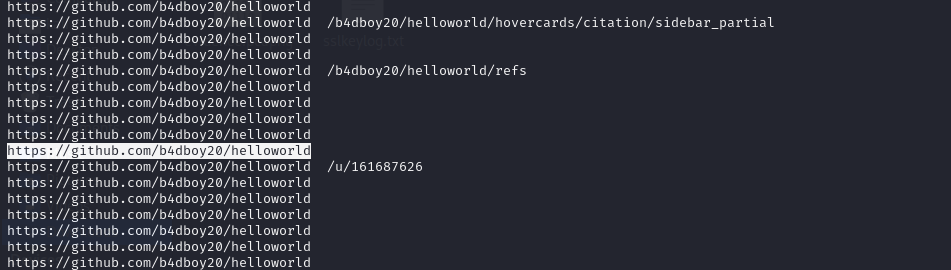 https://github.com/b4dboy20/helloworld
https://github.com/b4dboy20/helloworld /b4dboy20/helloworld/hovercards/citation/sidebar_partial
https://github.com/b4dboy20/helloworld
https://github.com/b4dboy20/helloworld
https://github.com/b4dboy20/helloworld /b4dboy20/helloworld/refs
https://github.com/b4dboy20/helloworld
https://github.com/b4dboy20/helloworld
https://github.com/b4dboy20/helloworld
https://github.com/b4dboy20/helloworld
https://github.com/b4dboy20/helloworld
https://github.com/b4dboy20/helloworld /u/161687626
https://github.com/b4dboy20/helloworld
https://github.com/b4dboy20/helloworld
https://github.com/b4dboy20/helloworld
https://github.com/b4dboy20/helloworld
https://github.com/b4dboy20/helloworld
https://github.com/b4dboy20/helloworld